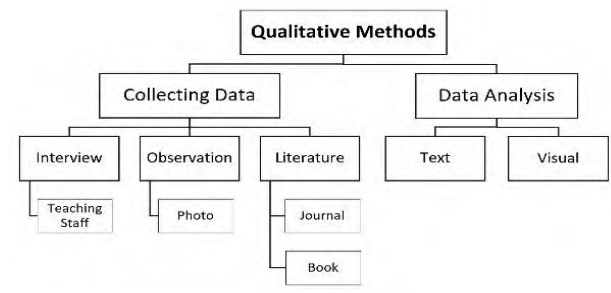 Qualitative Methods
Collecting Data
Data Analysis
Interview
Observation
Literature
Text
Visual
Teaching
Staff
Photo
Journal
Book